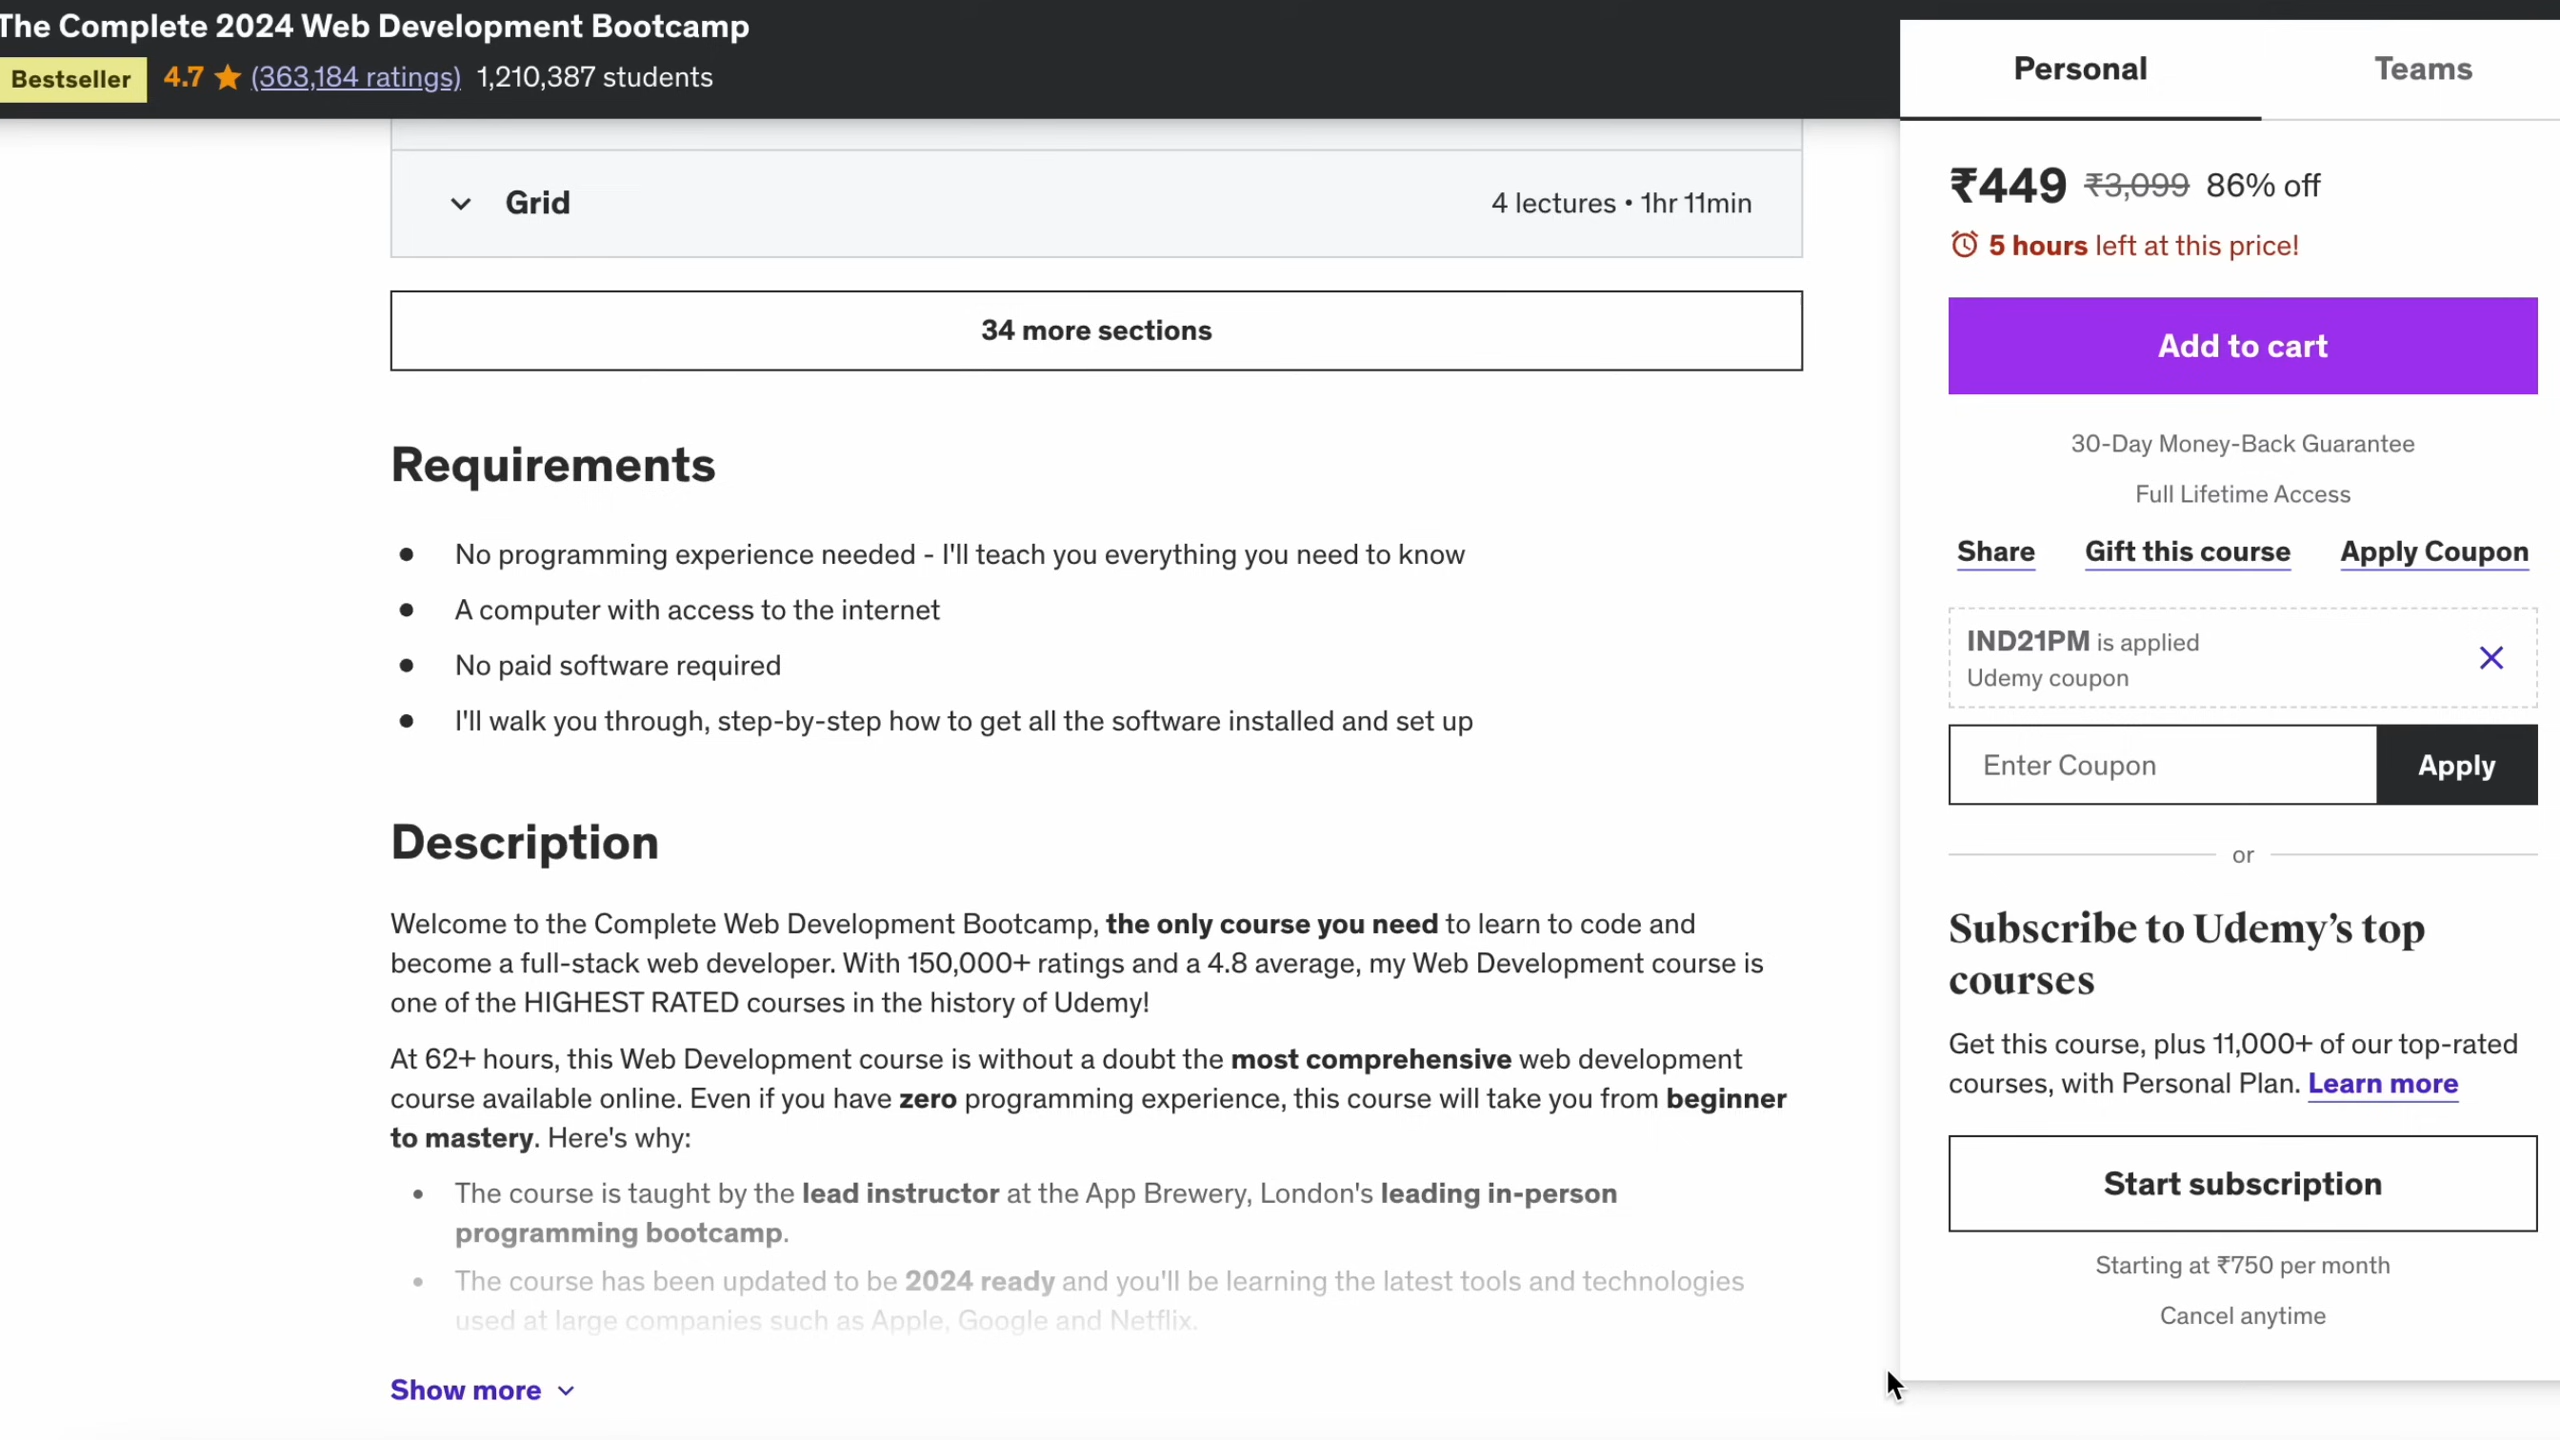 The Complete 2024 Web Development Bootcamp
Bestseller 4.7 (363,184 ratings) 1,210,387 students
Grid
4 lectures • 1hr 11min
34 more sections
Requirements
No programming experience needed - I'll teach you everything you need to know
A computer with access to the internet
No paid software required
I'll walk you through, step-by-step how to get all the software installed and set up
Description
Welcome to the Complete Web Development Bootcamp, the only course you need to learn to code and
become a full-stack web developer. With 150,000+ ratings and a 4.8 average, my Web Development course is
one of the HIGHEST RATED courses in the history of Udemy!
At 62+ hours, this Web Development course is without a doubt the most comprehensive web development
course available online. Even if you have zero programming experience, this course will take you from beginner
to mastery. Here's why:
The course is taught by the lead instructor at the App Brewery, London's leading in-person
programming bootcamp.
The course has been updated to be 2024 ready and you'll be learning the latest tools and technologies
used at large companies such as Apple, Google and Netflix.
Show more
Personal
Teams
₹449 ₹3,099 86% off
5 hours left at this price!
Add to cart
30-Day Money-Back Guarantee
Full Lifetime Access
Share
Gift this course
Apply Coupon
IND21PM is applied
Udemy coupon
Enter Coupon
Apply
or
Subscribe to Udemy’s top
courses
Get this course, plus 11,000+ of our top-rated
courses, with Personal Plan. Learn more
Start subscription
Starting at ₹750 per month
Cancel anytime